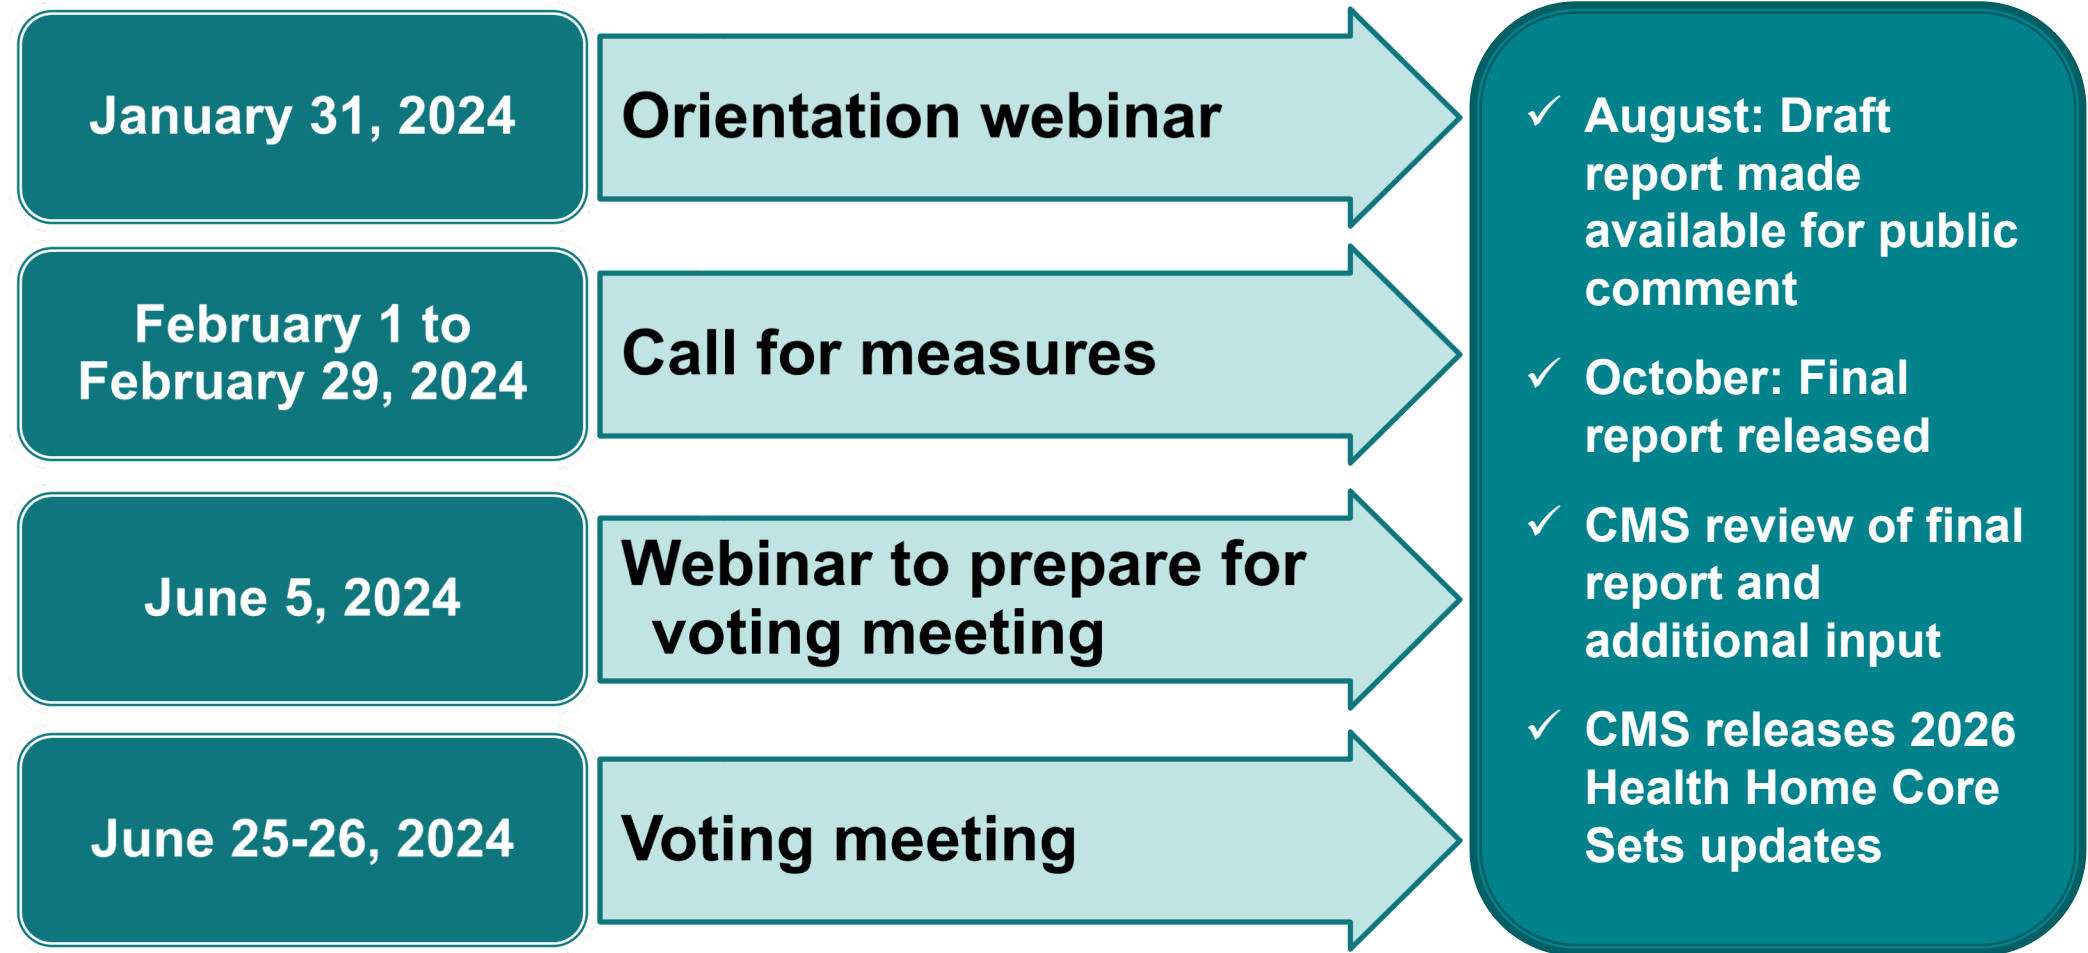 January 31, 2024
Orientation webinar
February 1 to
February 29, 2024
Call for measures
June 5, 2024
Webinar to prepare for
voting meeting
June 25-26, 2024
Voting meeting
✓ August: Draft
report made
available for public
comment
✓ October: Final
report released
✓ CMS review of final
report and
additional input
✓ CMS releases 2026
Health Home Core
Sets updates